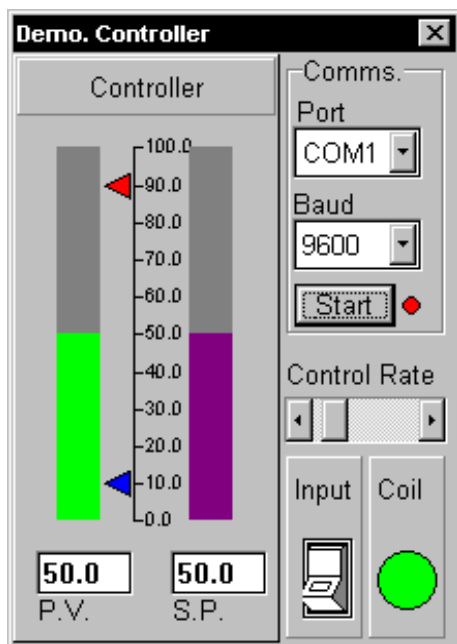 Demo. Controller
Controller
100.0
90.0
80.0
70.0
60.0
50.0
40.0
30.0
20.0
10.0
0.0
50.0
50.0
P.V.
S.P.
Comms.
Port
COM1
Baud
9600
Start
Control Rate
Input
Coil